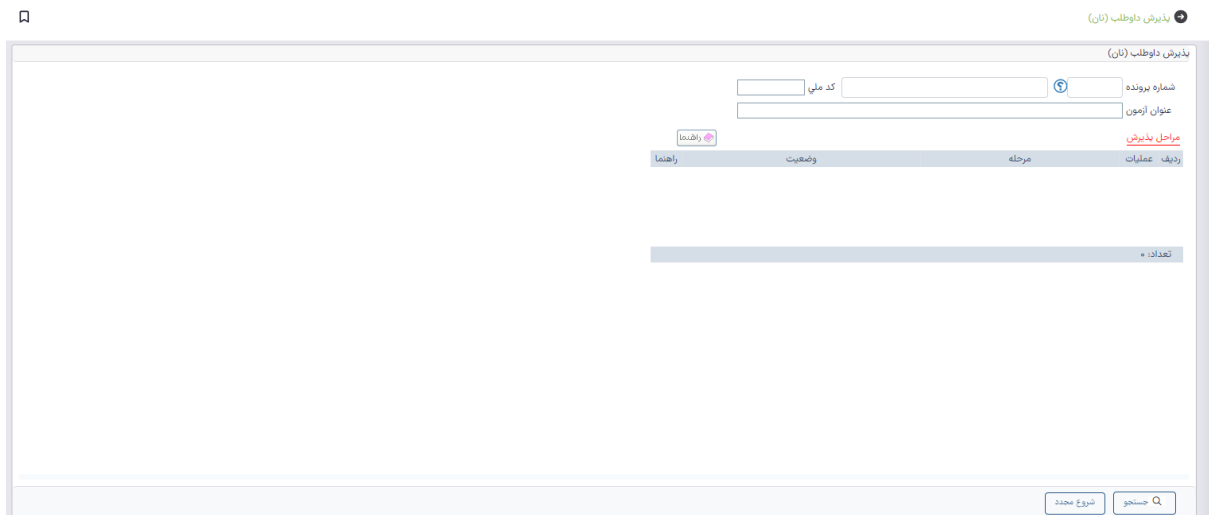 پذیرش داوطلب (نان)
پذیرش داوطلب (نان)
شماره پرونده کد ملي
عنوان آزمون
مراحل پذیرش راهنما
ردیف عملیات مرحله وضعیت راهنما
تعداد: ۰
جستجو شروع مجدد